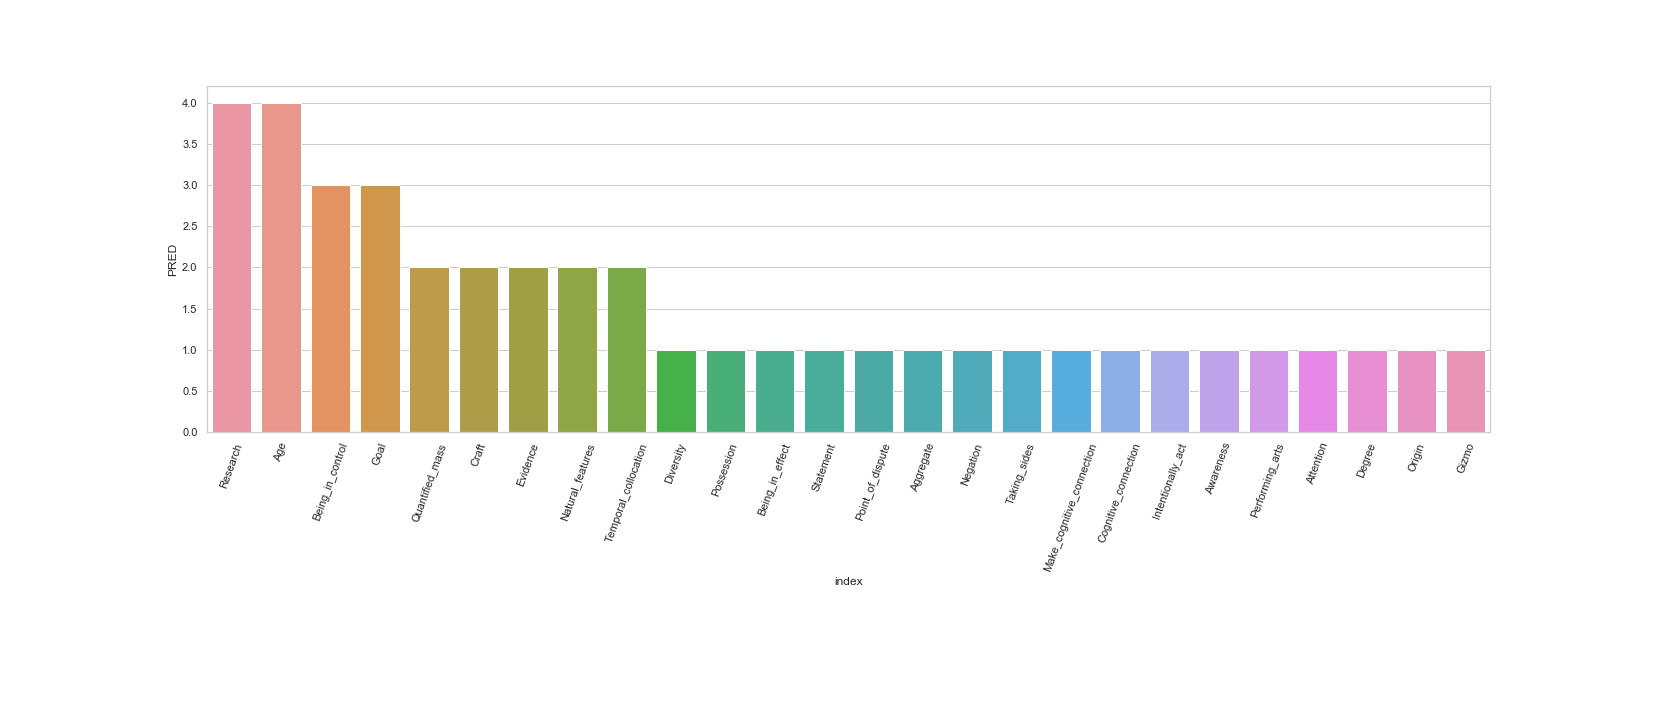 4.0
3.5
3.0
2.5
2.0
1.5
1.0
0.5
0.0
PRED
Research
Age
Being_in_control
Goal
Quantified_mass
Craft
Evidence
Natural_features
Temporal_collocation
Diversity
Possession
Being_in_effect
Statement
Point_of_dispute
Aggregate
Negation
Taking_sides
Make_cognitive_connection
Cognitive_connection
Intentionally_act
Awareness
Performing_arts
Attention
Degree
Origin
Gizmo
index